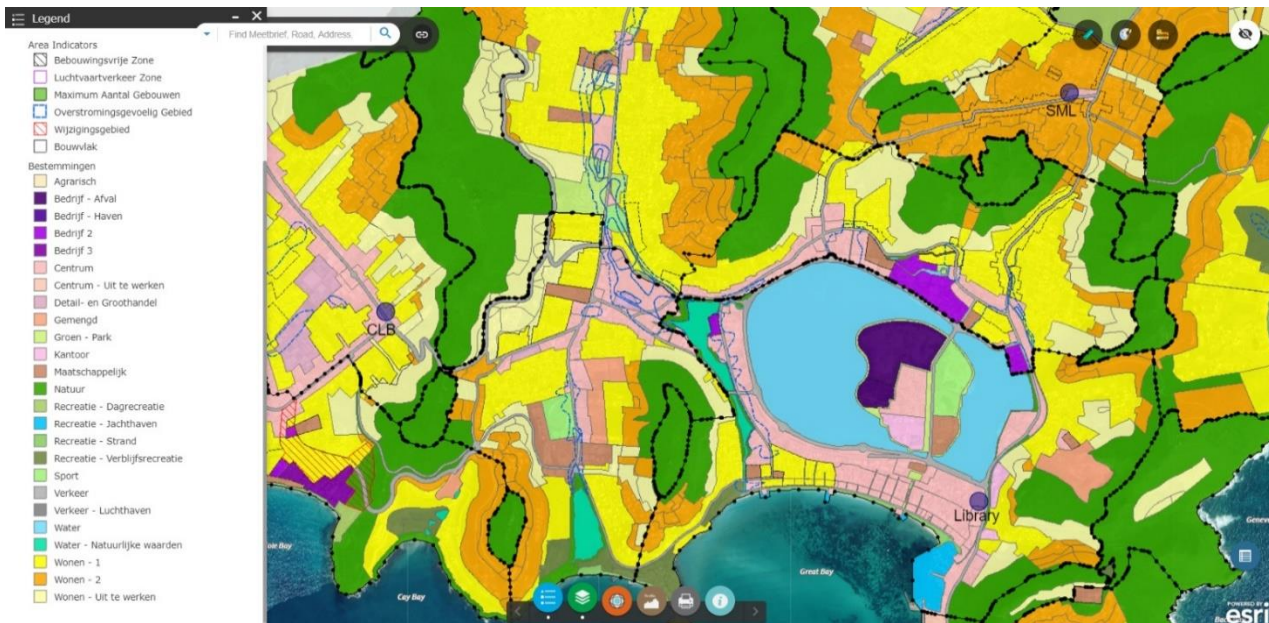 Legend
Area Indicators
Bebouwingsvrije Zone
Luchtvaartverkeer Zone
Maximum Aantal Gebouwen
Overstromingsgevoelig Gebied
Wijzigingsgebied
Bouwvlak
Bestemmingen
Agrarisch
Bedrijf - Afval
Bedrijf - Haven
Bedrijf 2
Bedrijf 3
Centrum
Centrum - Uit te werken
Detail- en Groothandel
Gemengd
Groen - Park
Kantoor
Maatschappelijk
Natuur
Recreatie - Dagrecreatie
Recreatie - Jachthaven
Recreatie - Strand
Recreatie - Verblijfsrecreatie
Sport
Verkeer
Verkeer - Luchthaven
Water
Water - Natuurlijke waarden
Wonen - 1
Wonen - 2
Wonen - Uit te werken
Find Meetbrief, Road, Address,
SML
CLB
Library
ole Bay
Cay Bay
Great Bay
Genev
POWERED BY
esri